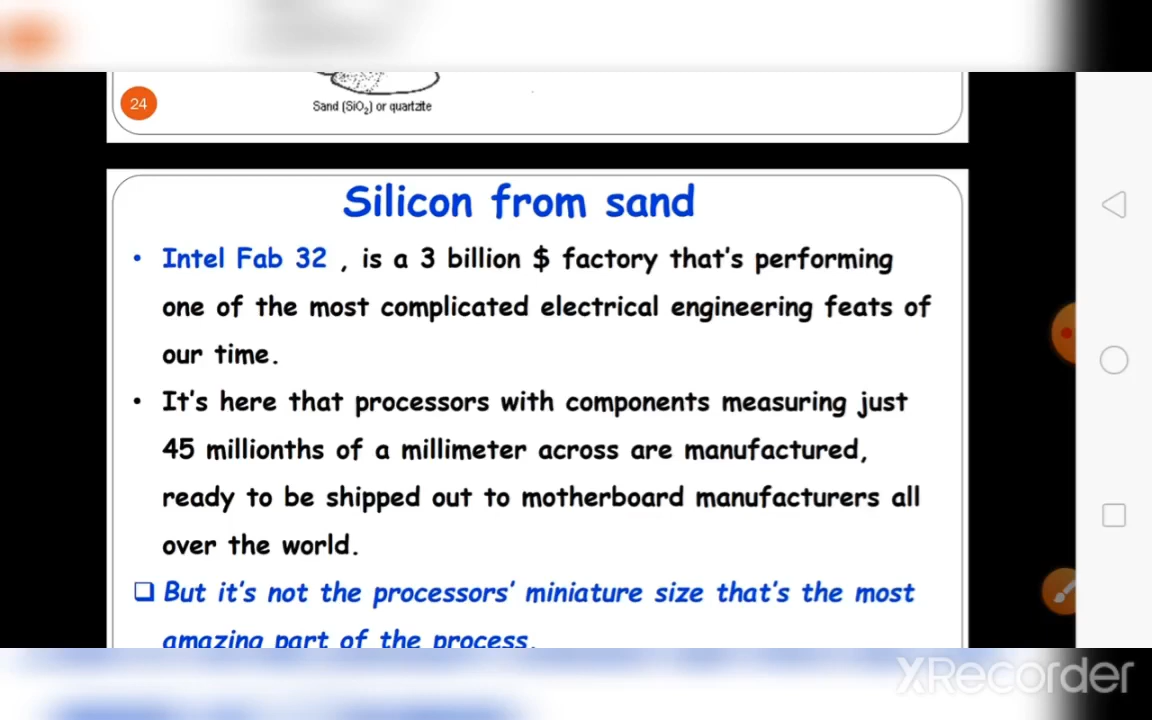 24
Sand (SiO₂) or quartzite
Silicon from sand
• Intel Fab 32 , is a 3 billion $ factory that's performing
one of the most complicated electrical engineering feats of
our time.
• It's here that processors with components measuring just
45 millionths of a millimeter across are manufactured,
ready to be shipped out to motherboard manufacturers all
over the world.
❑ But it's not the processors' miniature size that's the most
amazing part of the process.
XRecorder